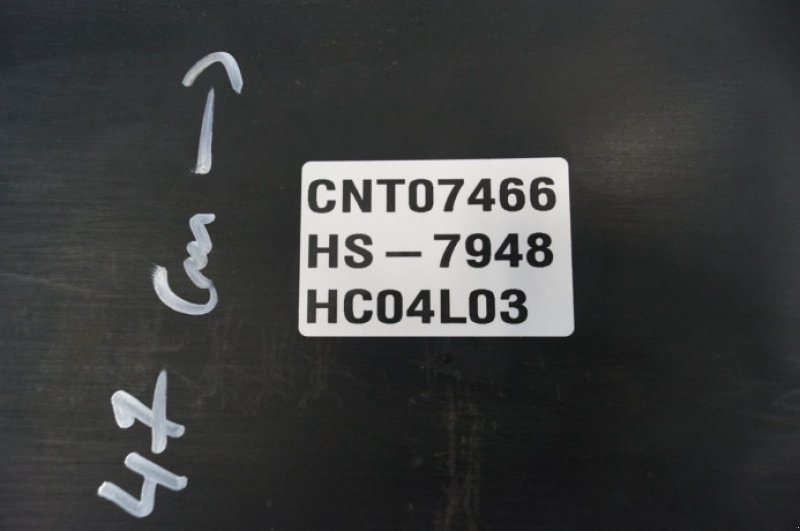 CNT07466
HS-7948
HC04L03
47 cm →